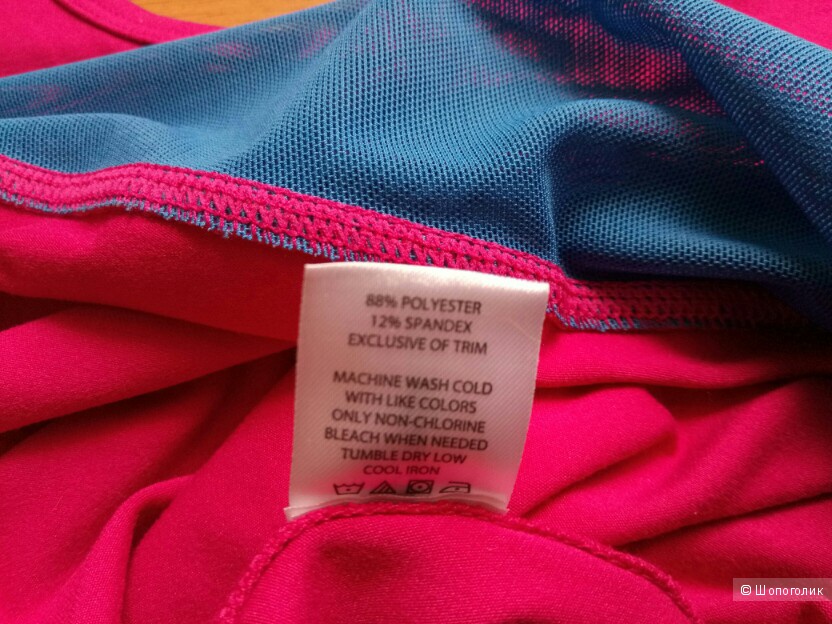 88% POLYESTER
12% SPANDEX
EXCLUSIVE OF TRIM
MACHINE WASH COLD
WITH LIKE COLORS
ONLY NON-CHLORINE
BLEACH WHEN NEEDED
TUMBLE DRY LOW
COOL IRON
© Шопоголик